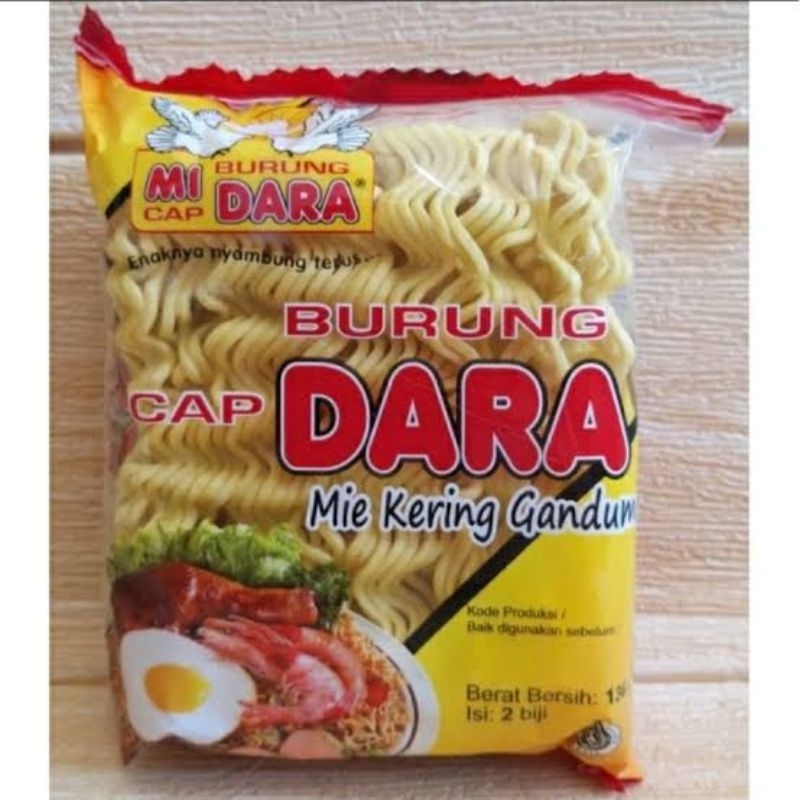 MI BURUNG
CAP DARA®
Enaknya nyambung terus...
BURUNG
CAP DARA
Mie Kering Gandum
Kode Produksi /
Baik digunakan sebelum
Berat Bersih:
Isi: 2 biji